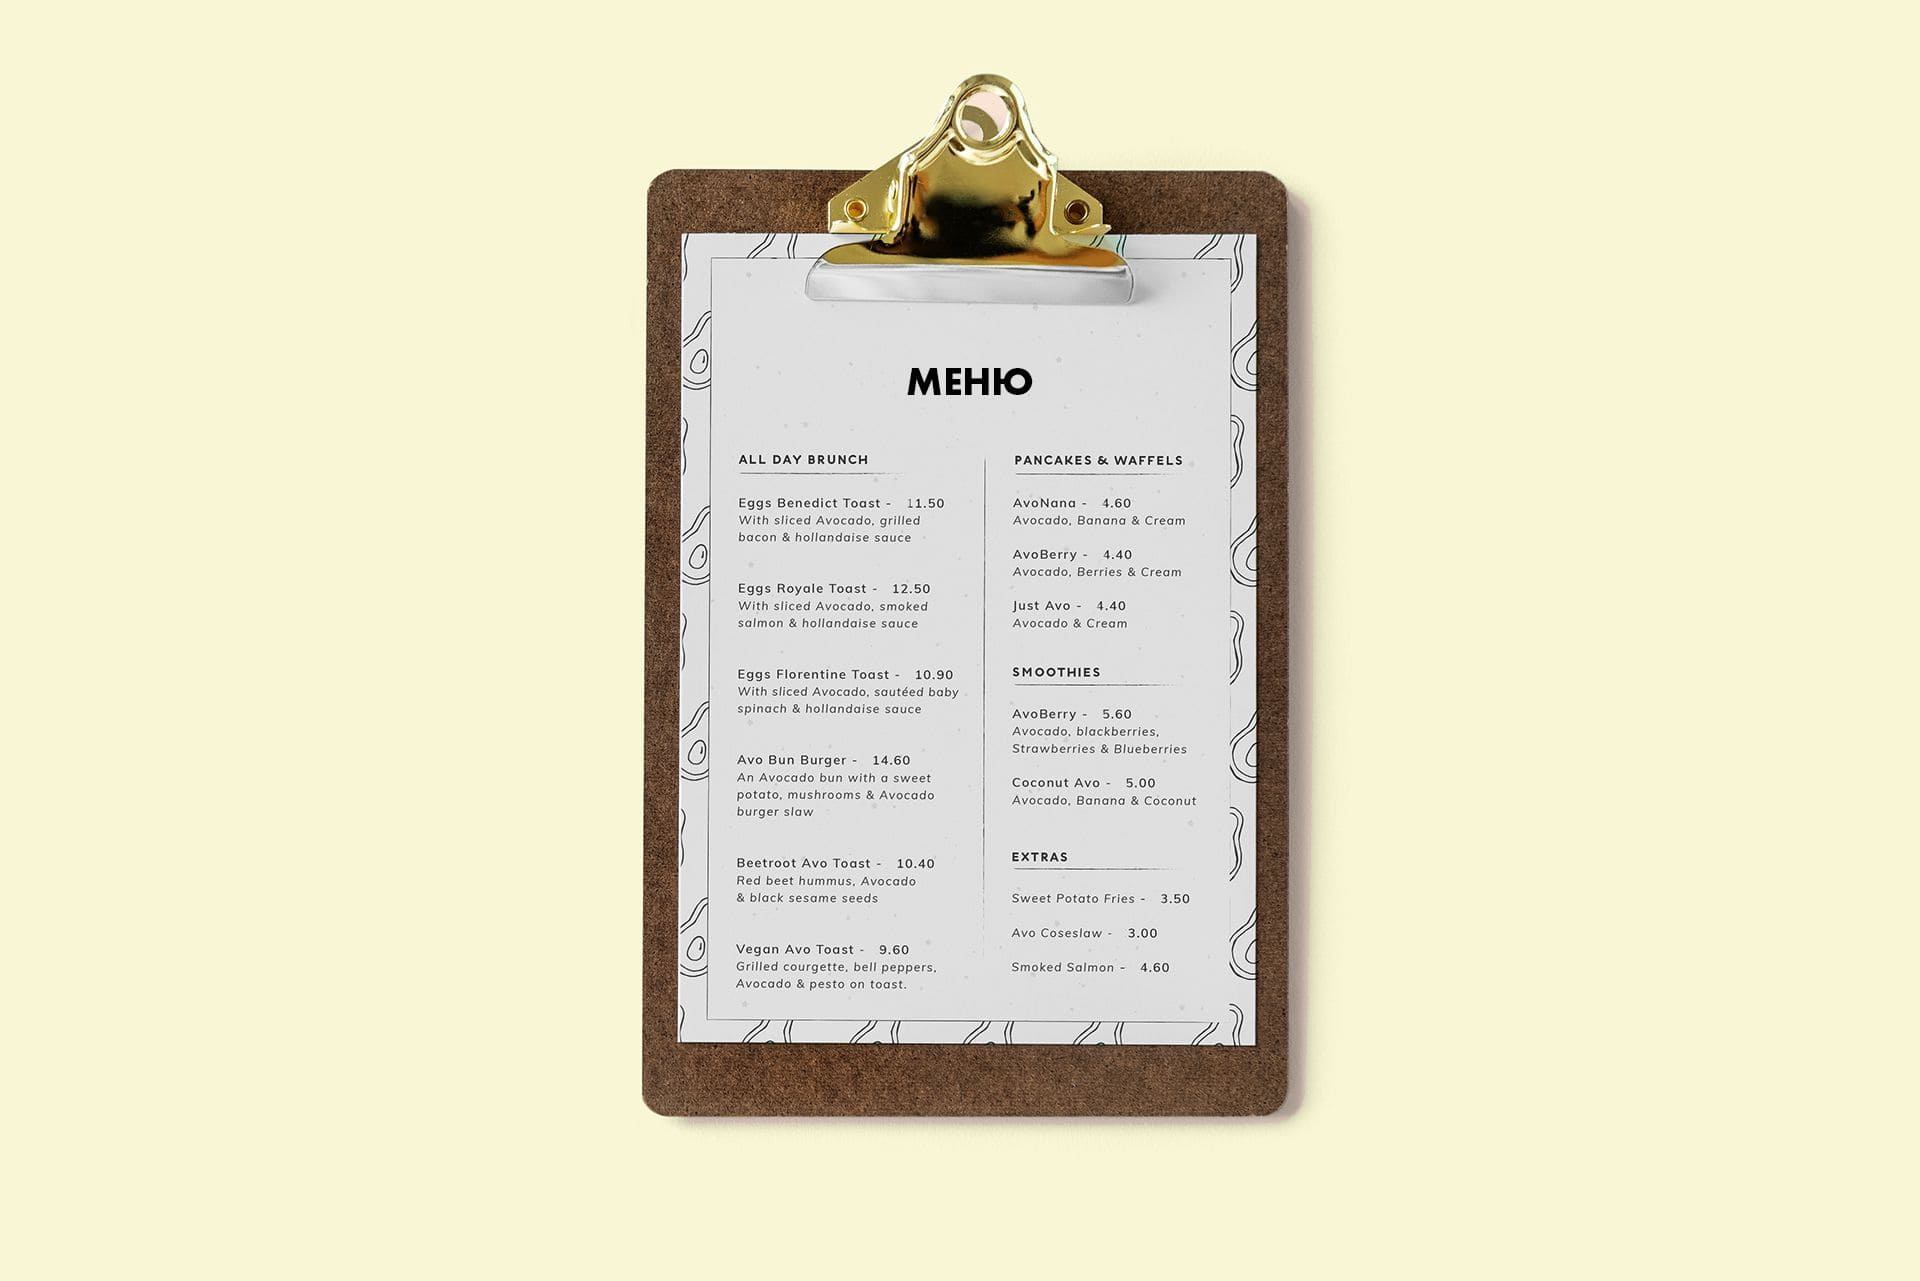 МЕНЮ
ALL DAY BRUNCH
Eggs Benedict Toast - 11.50
With sliced Avocado, grilled
bacon & hollandaise sauce
Eggs Royale Toast - 12.50
With sliced Avocado, smoked
salmon & hollandaise sauce
Eggs Florentine Toast - 10.90
With sliced Avocado, sautéed baby
spinach & hollandaise sauce
Avo Bun Burger - 14.60
An Avocado bun with a sweet
potato, mushrooms & Avocado
burger slaw
Beetroot Avo Toast - 10.40
Red beet hummus, Avocado
& black sesame seeds
Vegan Avo Toast - 9.60
Grilled courgette, bell peppers,
Avocado & pesto on toast.
PANCAKES & WAFFELS
AvoNana - 4.60
Avocado, Banana & Cream
AvoBerry - 4.40
Avocado, Berries & Cream
Just Avo - 4.40
Avocado & Cream
SMOOTHIES
AvoBerry - 5.60
Avocado, blackberries,
Strawberries & Blueberries
Coconut Avo - 5.00
Avocado, Banana & Coconut
EXTRAS
Sweet Potato Fries - 3.50
Avo Coseslaw - 3.00
Smoked Salmon - 4.60